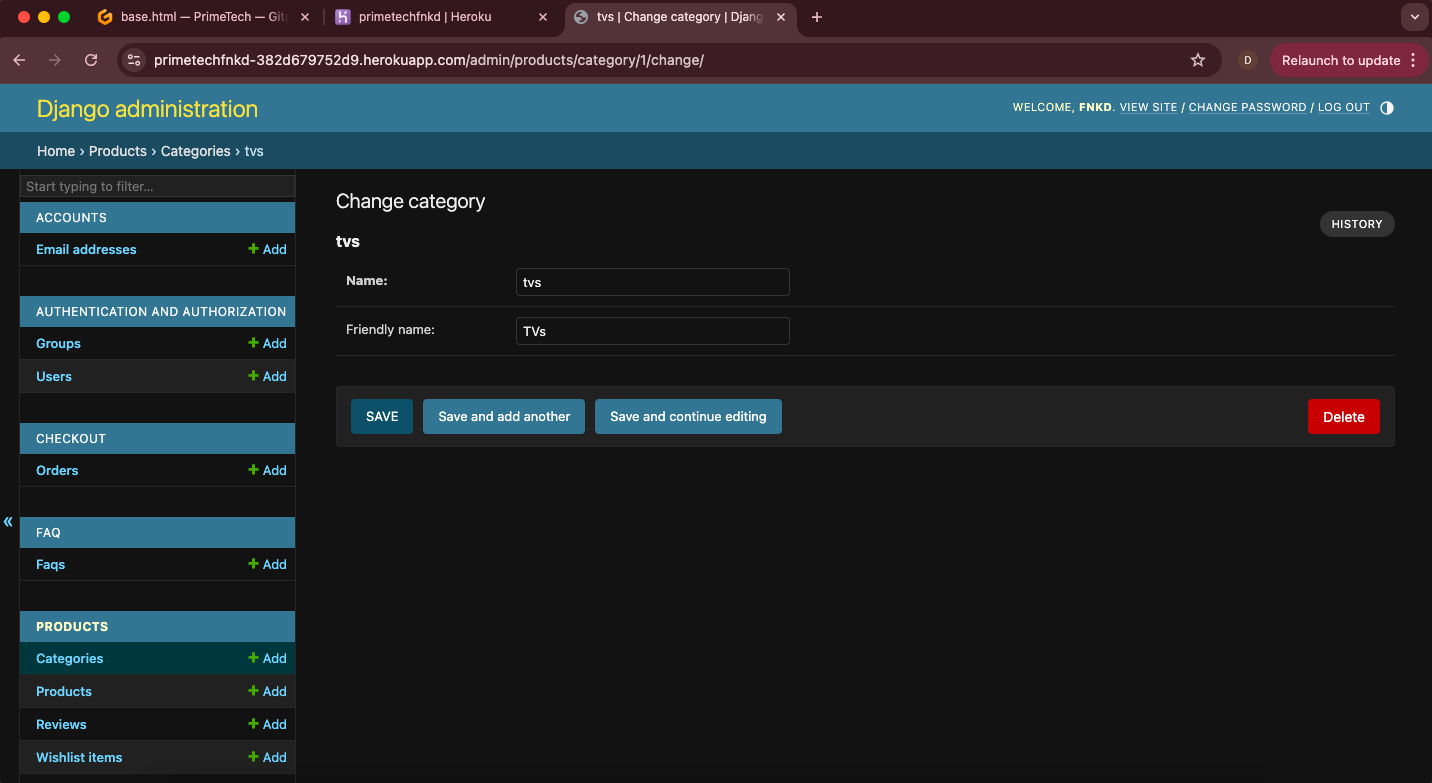 base.html — PrimeTech — Git
primetechfnkd | Heroku
tvs | Change category | Djang
primetechfnkd-382d679752d9.herokuapp.com/admin/products/category/1/change/
D
Relaunch to update
Django administration
WELCOME, FNKD. VIEW SITE / CHANGE PASSWORD / LOG OUT
Home › Products › Categories › tvs
Start typing to filter...
ACCOUNTS
Email addresses + Add
AUTHENTICATION AND AUTHORIZATION
Groups + Add
Users + Add
CHECKOUT
Orders + Add
FAQ
Faqs + Add
PRODUCTS
Categories + Add
Products + Add
Reviews + Add
Wishlist items + Add
«
Change category
HISTORY
tvs
Name: tvs
Friendly name: TVs
SAVE Save and add another Save and continue editing Delete